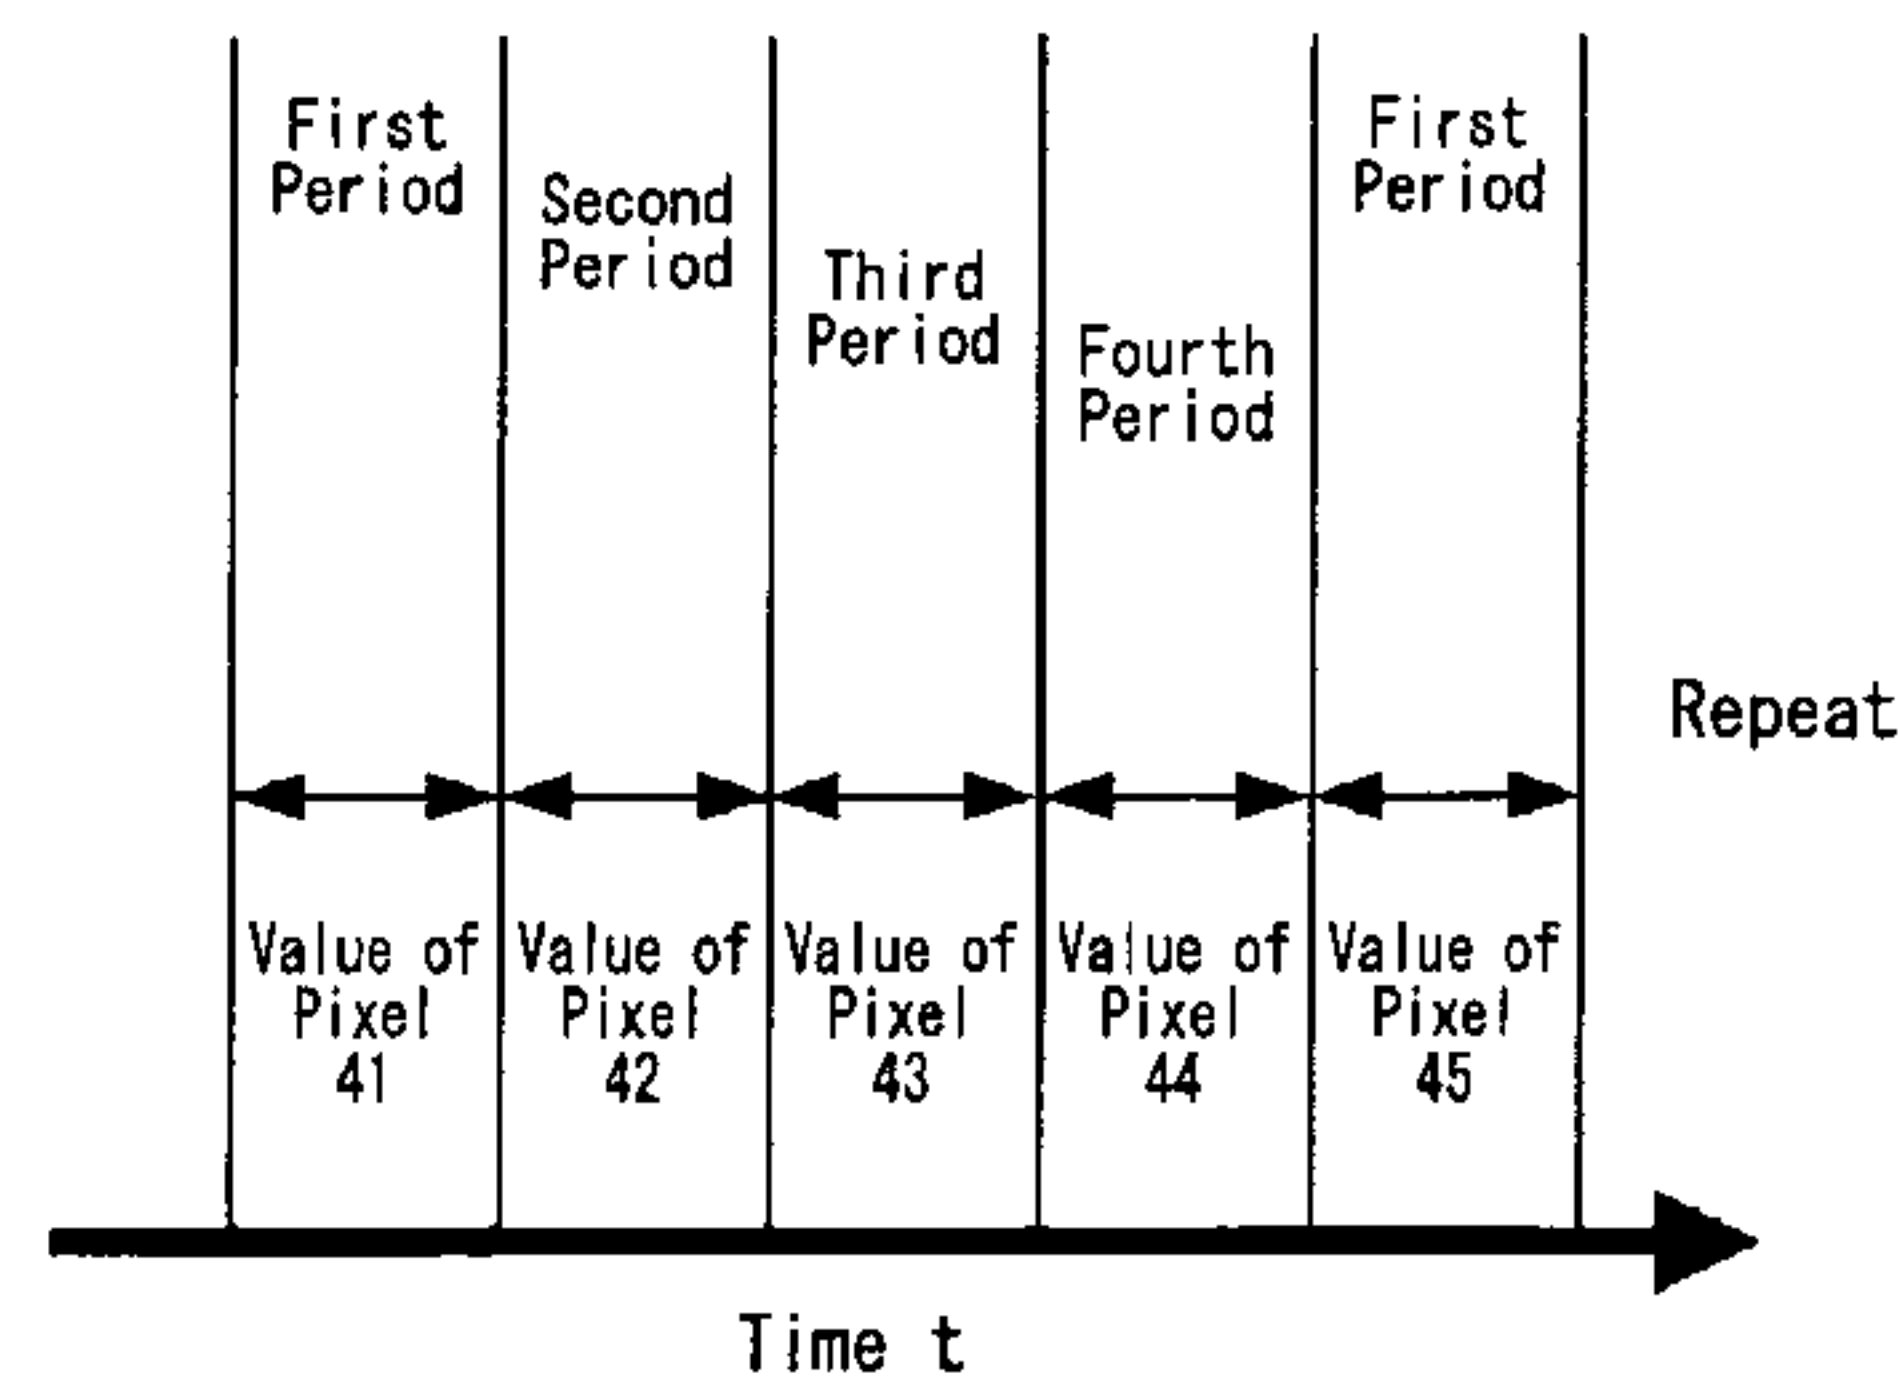 First
Period
Second
Period
Third
Period
Fourth
Period
First
Period
Repeat
Value of
Pixel
41
Value of
Pixel
42
Value of
Pixel
43
Value of
Pixel
44
Value of
Pixel
45
Time t